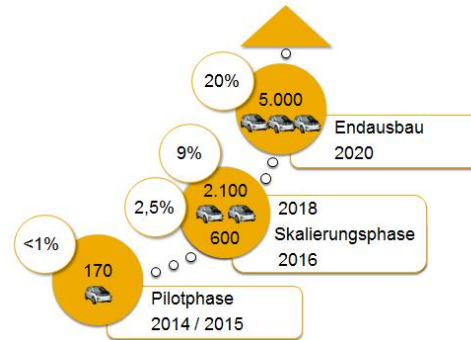 20%
5.000
Endausbau
2020
9%
2.100
2,5%
600
2018
Skalierungsphase
2016
<1%
170
Pilotphase
2014 / 2015